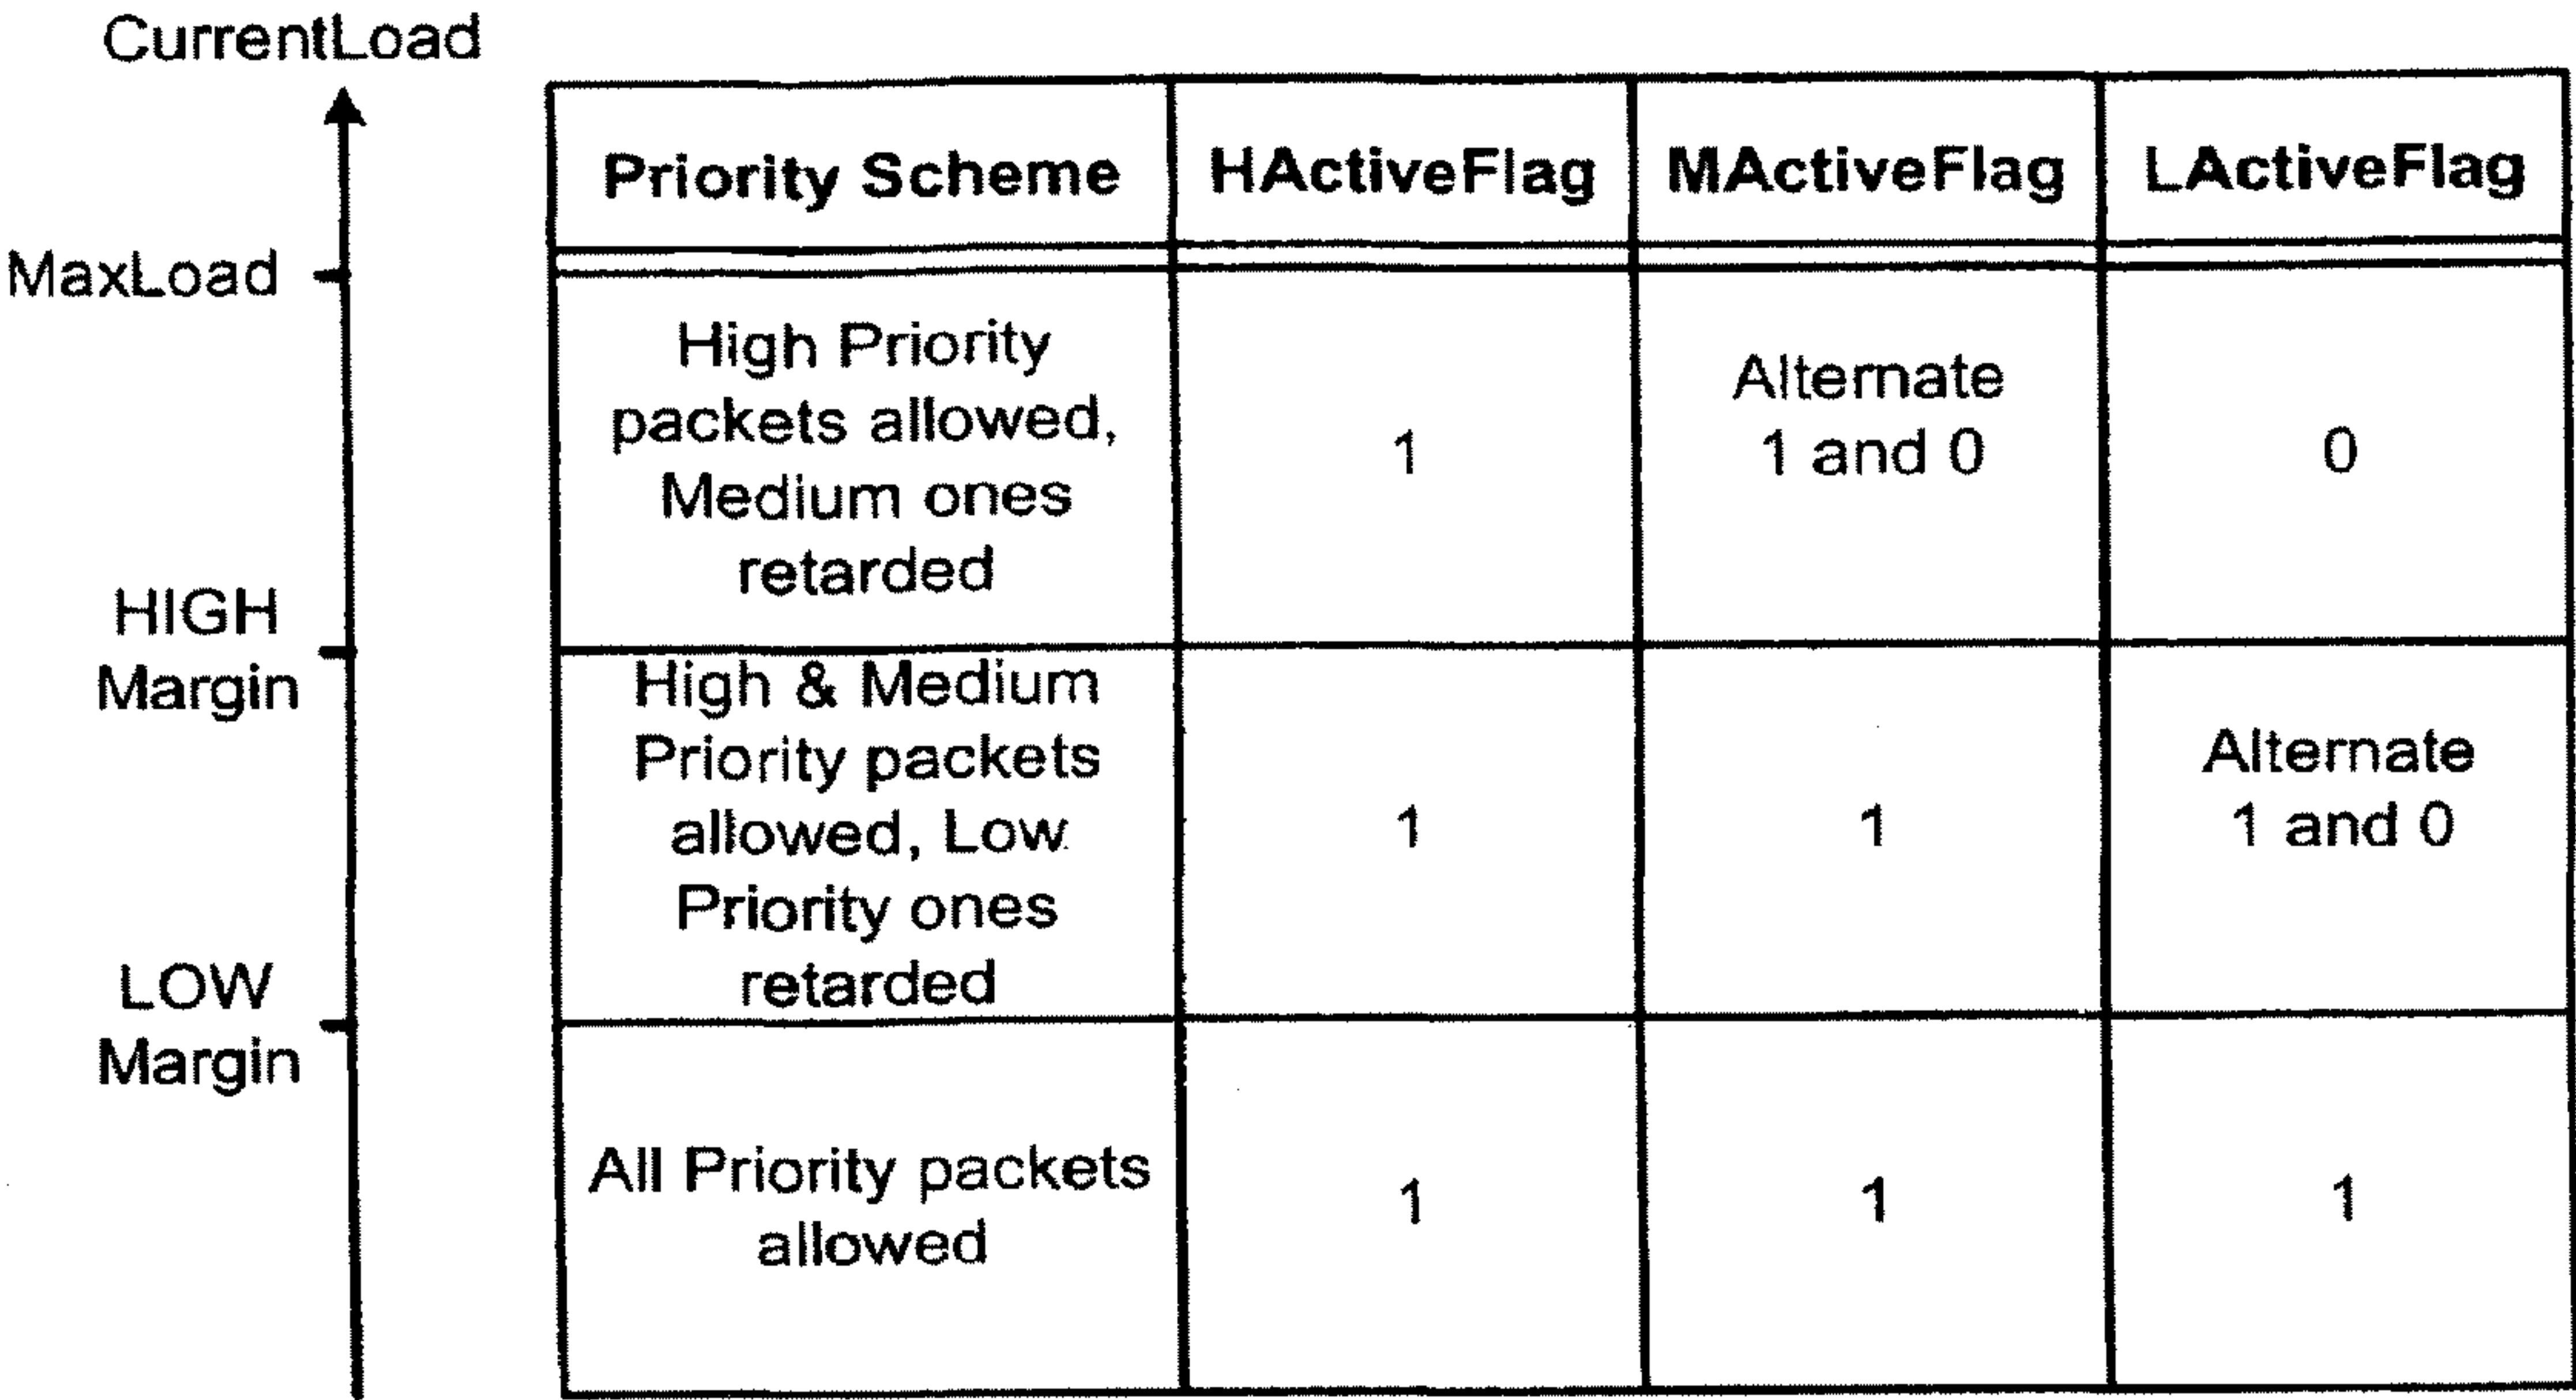 CurrentLoad
Priority Scheme HActiveFlag MActiveFlag LActiveFlag
MaxLoad
High Priority
packets allowed,
Medium ones
retarded
1
Alternate
1 and 0
0
HIGH
Margin
High & Medium
Priority packets
allowed, Low
Priority ones
retarded
1
1
Alternate
1 and 0
LOW
Margin
All Priority packets
allowed
1
1
1